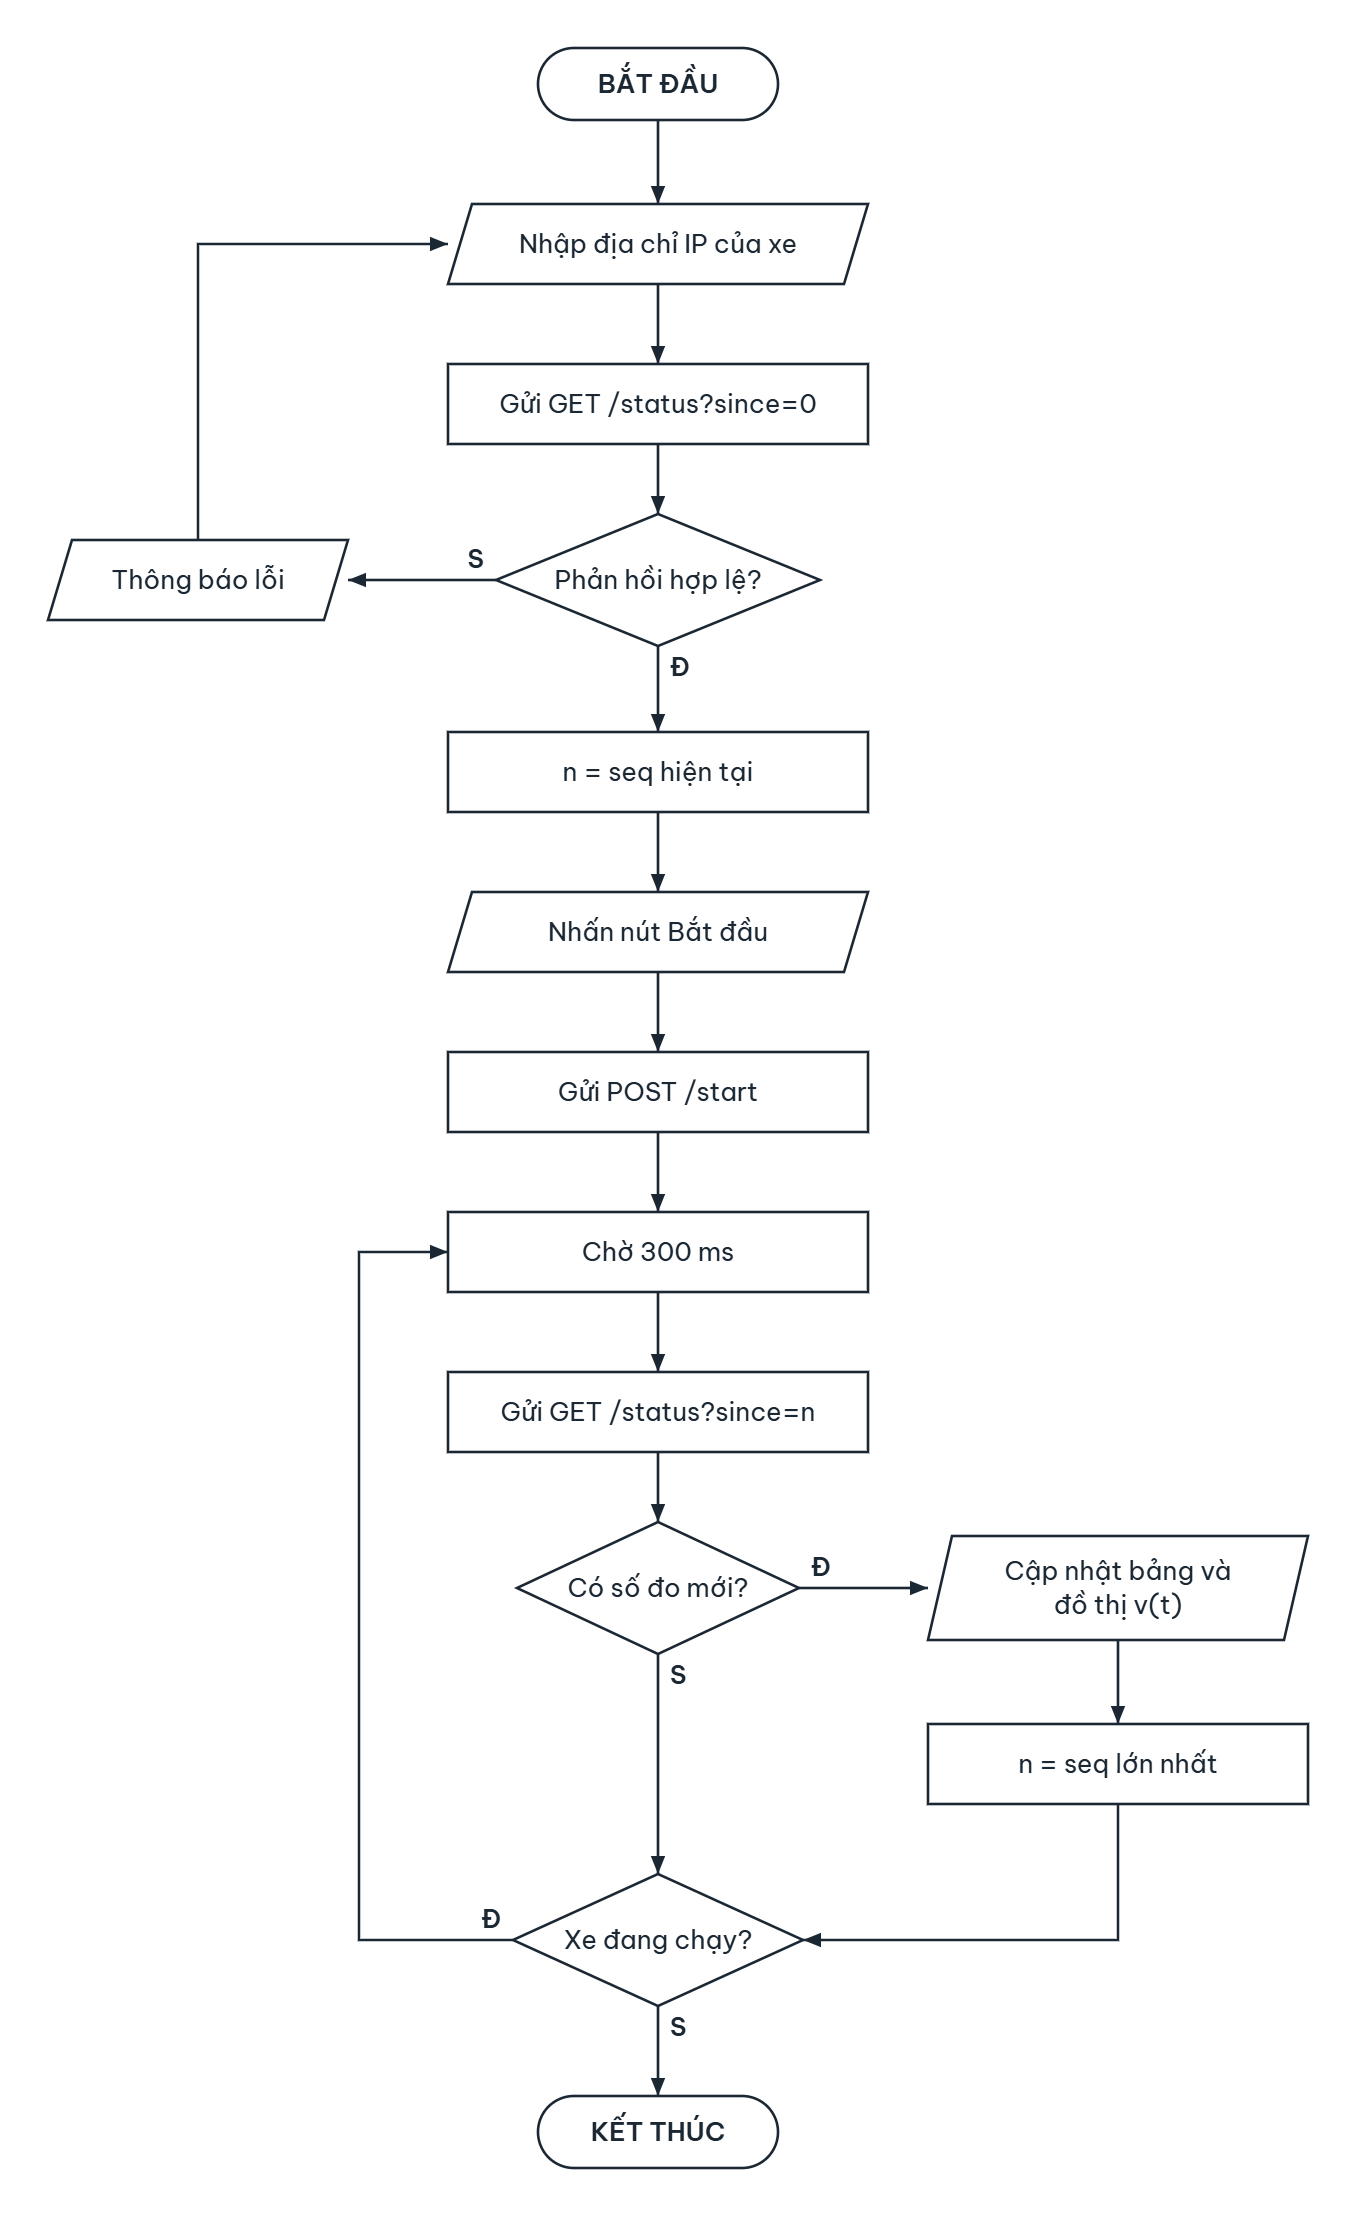 BẮT ĐẦU
Nhập địa chỉ IP của xe
Gửi GET /status?since=0
Phản hồi hợp lệ?
S
Thông báo lỗi
Đ
n = seq hiện tại
Nhấn nút Bắt đầu
Gửi POST /start
Chờ 300 ms
Gửi GET /status?since=n
Có số đo mới?
Đ
Cập nhật bảng và
đồ thị v(t)
S
n = seq lớn nhất
Xe đang chạy?
Đ
S
KẾT THÚC